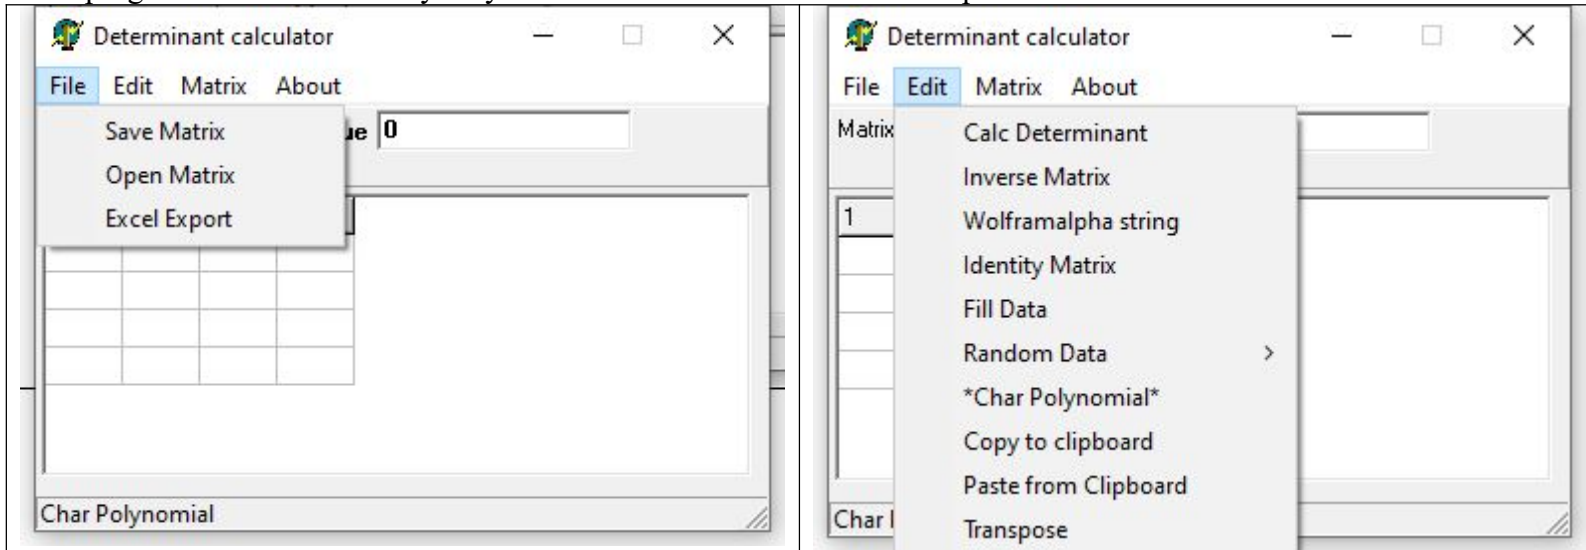 Determinant calculator
File Edit Matrix About
Save Matrix
Open Matrix
Excel Export
0
Char Polynomial
Determinant calculator
File Edit Matrix About
Matrix
Calc Determinant
Inverse Matrix
1
Wolframalpha string
Identity Matrix
Fill Data
Random Data >
*Char Polynomial*
Copy to clipboard
Paste from Clipboard
Char
Transpose